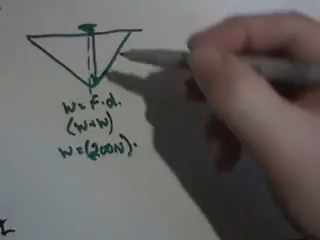 W = F.d.
(W=W)
W=(200N).